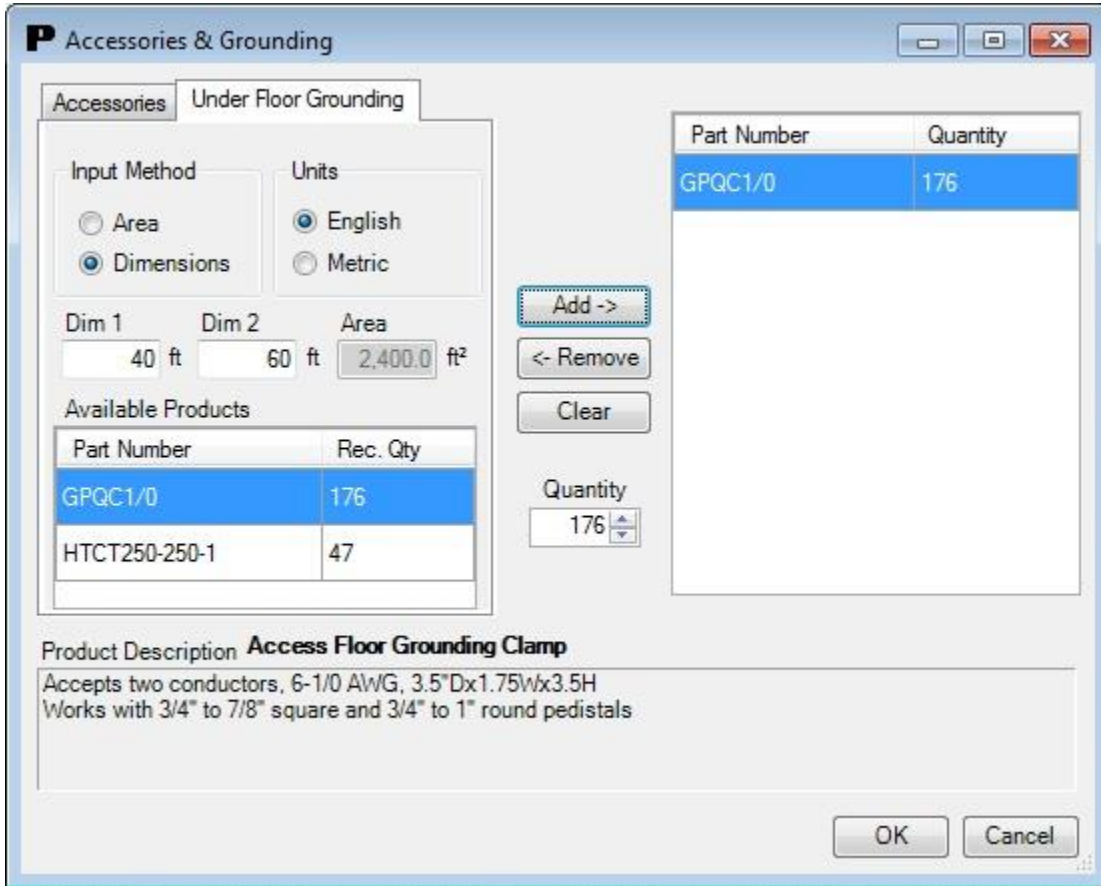 P Accessories & Grounding
Accessories
Under Floor Grounding
Input Method
Area
Dimensions
Units
English
Metric
Dim 1
Dim 2
Area
40 ft
60 ft
2,400.0 ft²
Available Products
Part Number Rec. Qty
GPQC1/0 176
HTCT250-250-1 47
Add ->
<- Remove
Clear
Quantity
176
Part Number Quantity
GPQC1/0 176
Product Description Access Floor Grounding Clamp
Accepts two conductors, 6-1/0 AWG, 3.5"Dx1.75Wx3.5H
Works with 3/4" to 7/8" square and 3/4" to 1" round pedistals
OK
Cancel